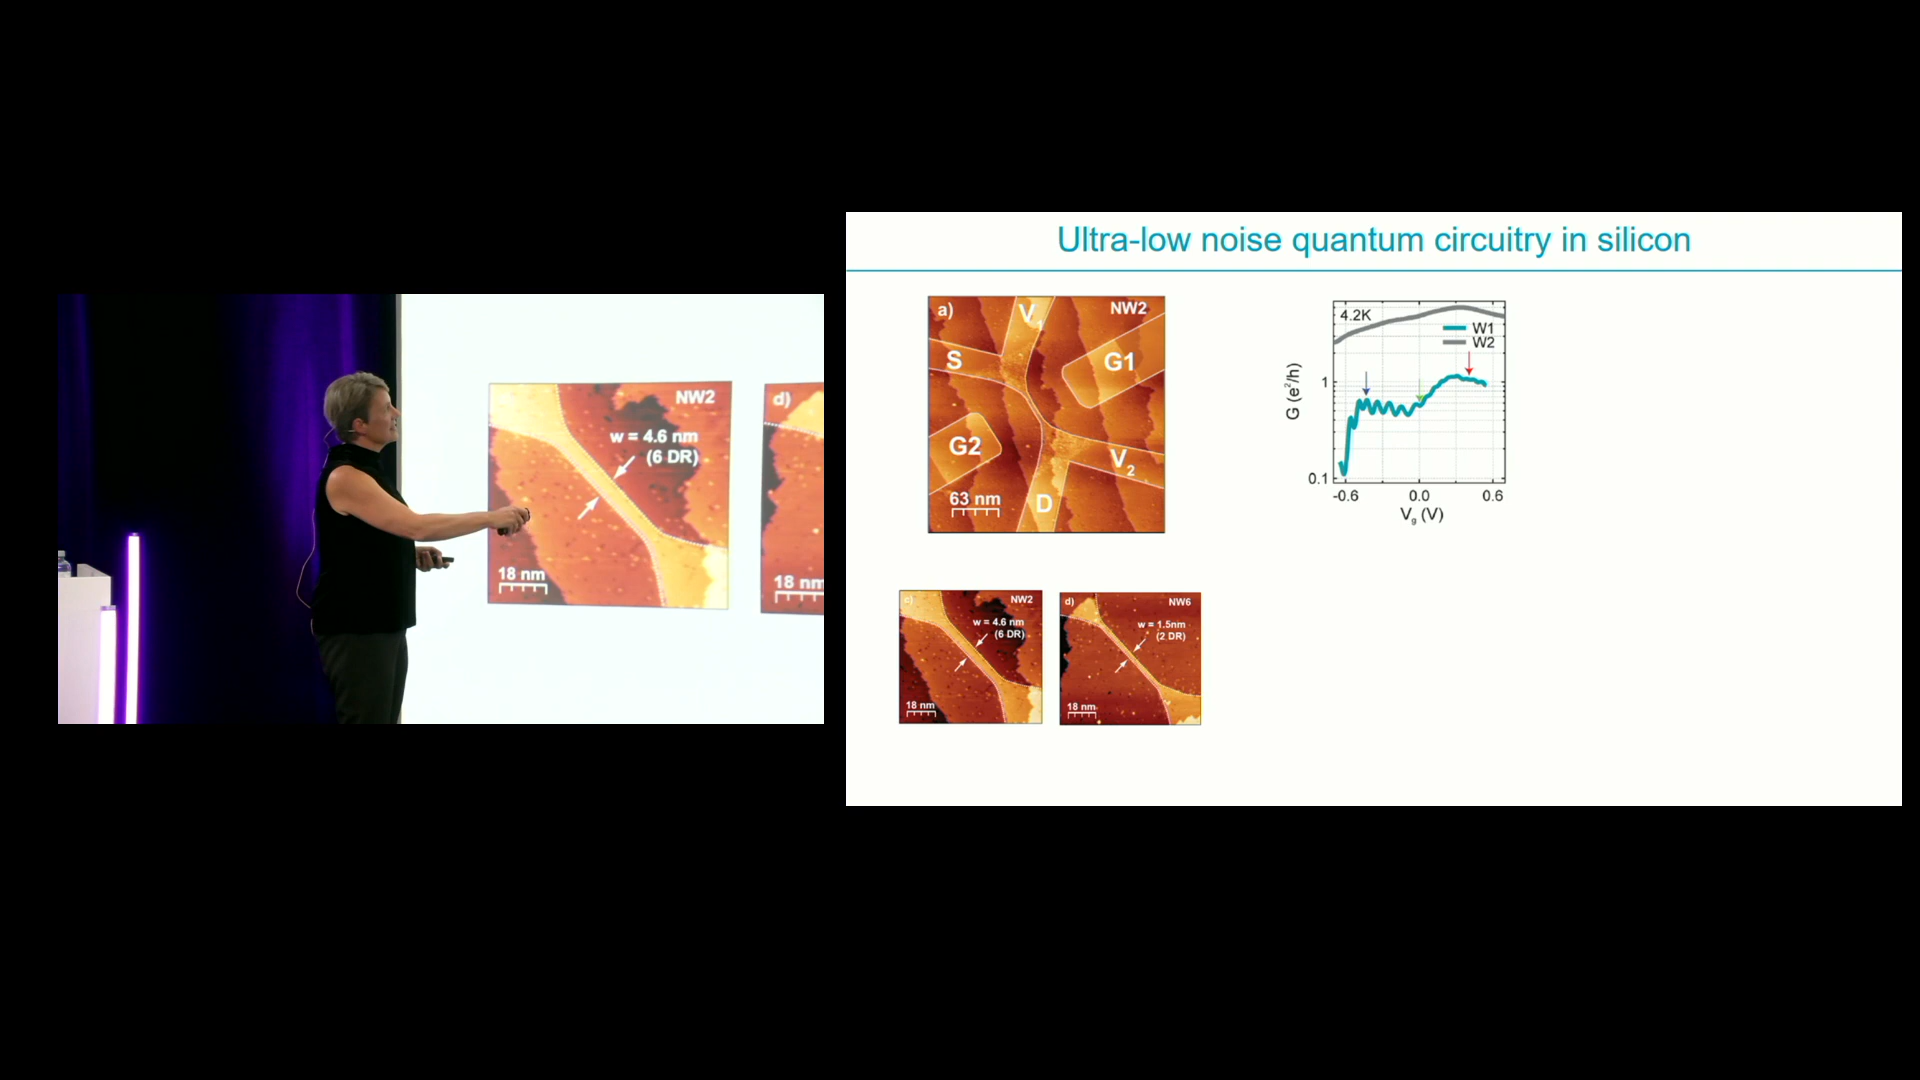 NW2
w = 4.6 nm
(6 DR)
18 nm
d)
18 nm
Ultra-low noise quantum circuitry in silicon
a)
V1
NW2
S
G1
G2
V2
63 nm
D
4.2K
W1
W2
G (e²/h)
1
0.1
-0.6
0.0
0.6
Vg (V)
c)
NW2
w = 4.6 nm
(6 DR)
18 nm
d)
NW6
w = 1.5nm
(2 DR)
18 nm